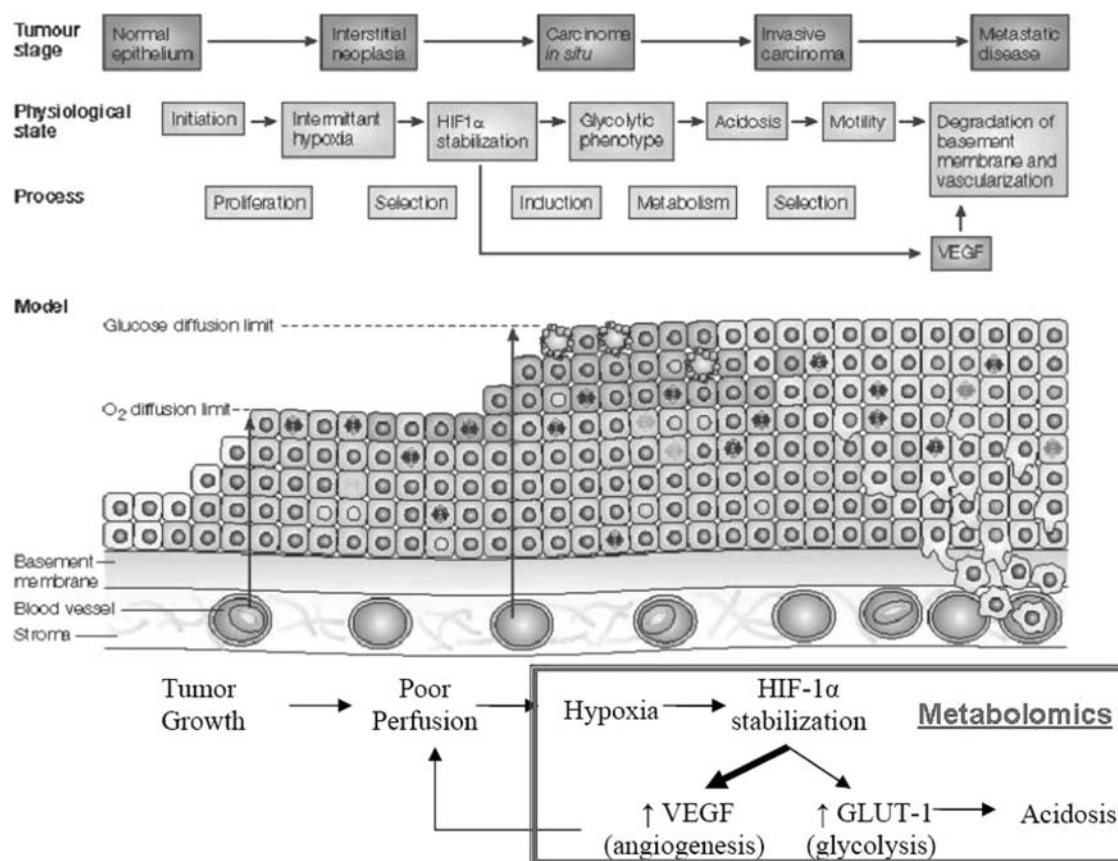 Tumour
stage
Normal
epithelium
Interstitial
neoplasia
Carcinoma
in situ
Invasive
carcinoma
Metastatic
disease
Physiological
state
Initiation
Intermittant
hypoxia
HIF1α
stabilization
Glycolytic
phenotype
Acidosis
Motility
Degradation of
basement
membrane and
vascularization
Process
Proliferation
Selection
Induction
Metabolism
Selection
VEGF
Model
Glucose diffusion limit
O2 diffusion limit
Basement
membrane
Blood vessel
Stroma
Tumor
Growth
Poor
Perfusion
Hypoxia
HIF-1α
stabilization
Metabolomics
↑ VEGF
(angiogenesis)
↑ GLUT-1
(glycolysis)
Acidosis